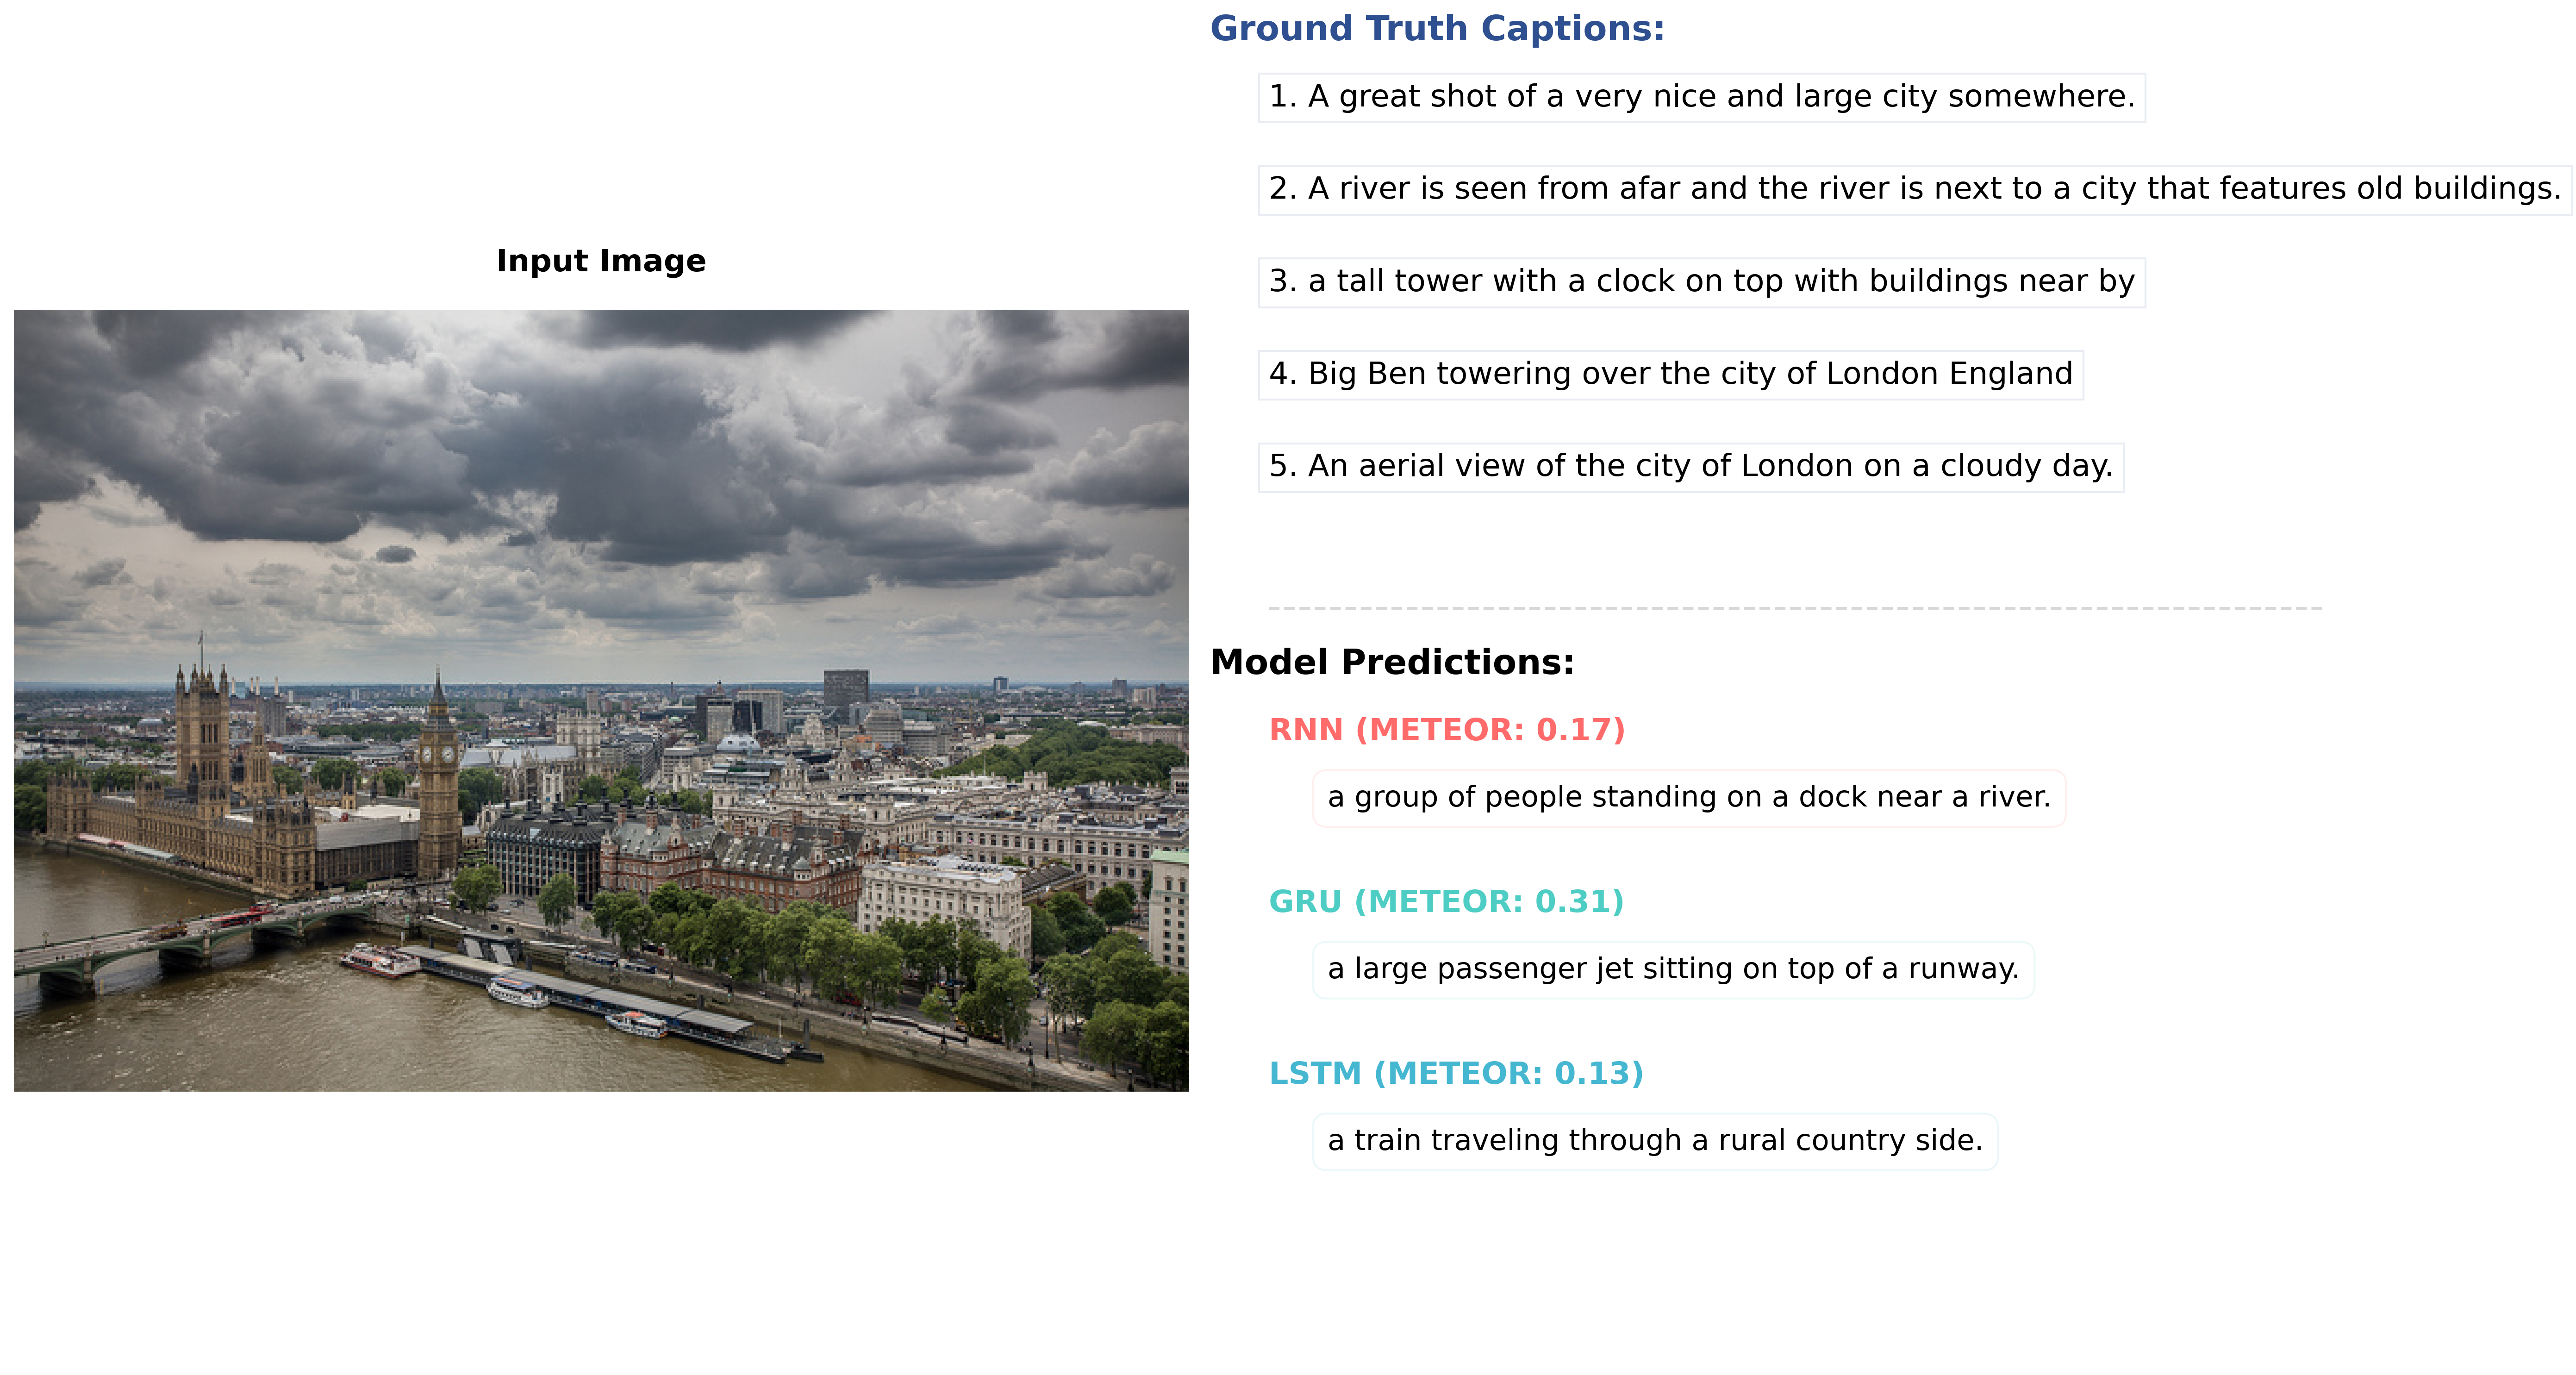 Ground Truth Captions:
1. A great shot of a very nice and large city somewhere.
2. A river is seen from afar and the river is next to a city that features old buildings.
Input Image
3. a tall tower with a clock on top with buildings near by
4. Big Ben towering over the city of London England
5. An aerial view of the city of London on a cloudy day.
Model Predictions:
RNN (METEOR: 0.17)
a group of people standing on a dock near a river.
GRU (METEOR: 0.31)
a large passenger jet sitting on top of a runway.
LSTM (METEOR: 0.13)
a train traveling through a rural country side.